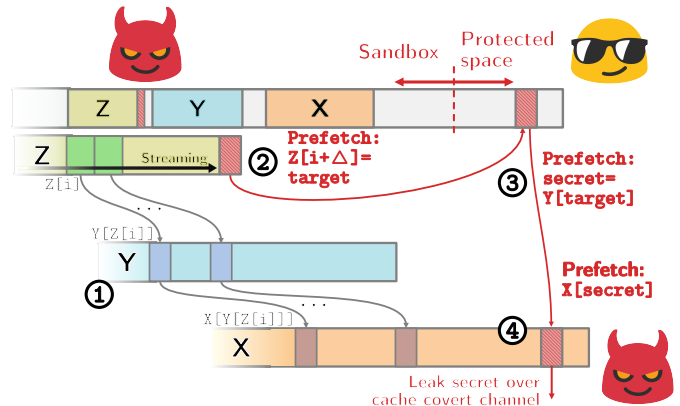 Sandbox
Protected
space
Z
Y
X
Z
Streaming
Z[i]
②
Prefetch:
Z[i+△]=
target
③
Prefetch:
secret=
Y[target]
...
Y[Z[i]]
Y
①
Prefetch:
X[secret]
...
X[Y[Z[i]]]
X
④
Leak secret over
cache covert channel